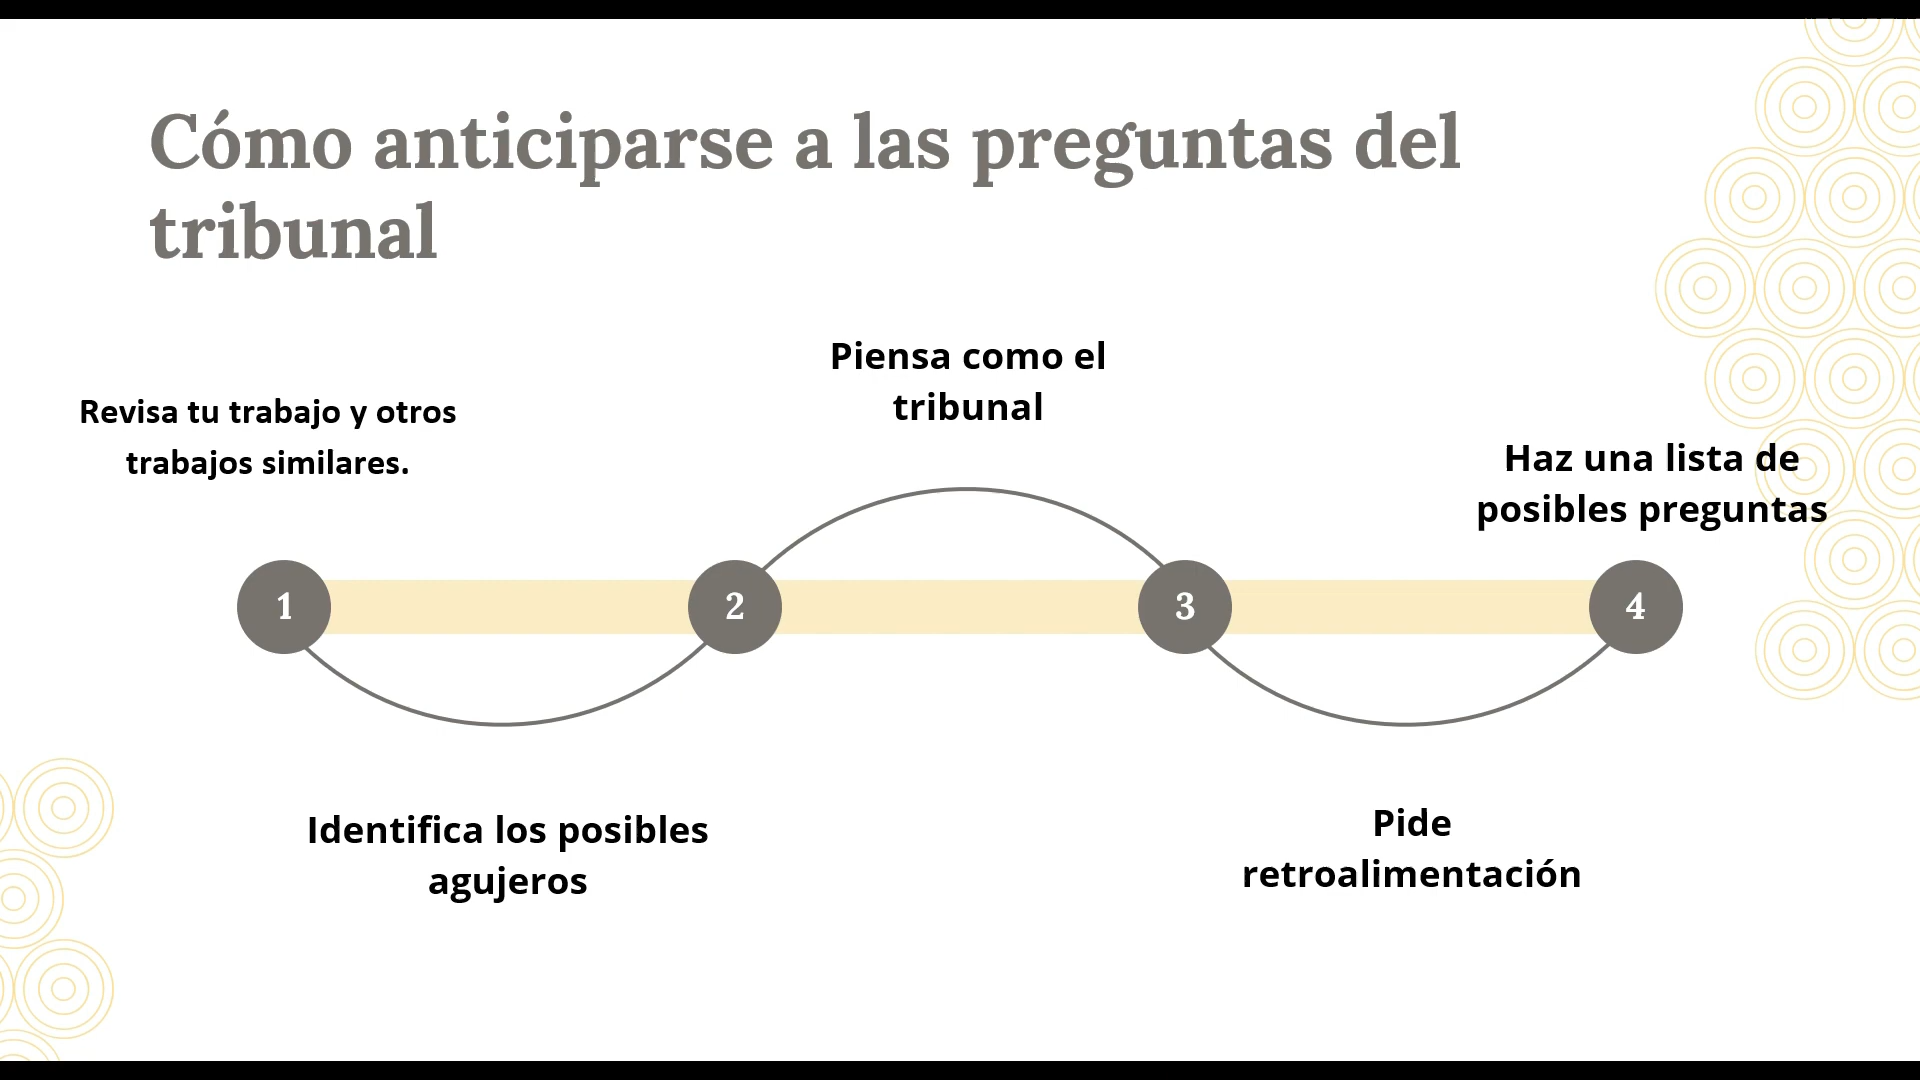 Cómo anticiparse a las preguntas del
tribunal
Revisa tu trabajo y otros
trabajos similares.
Piensa como el
tribunal
Haz una lista de
posibles preguntas
1
2
3
4
Identifica los posibles
agujeros
Pide
retroalimentación